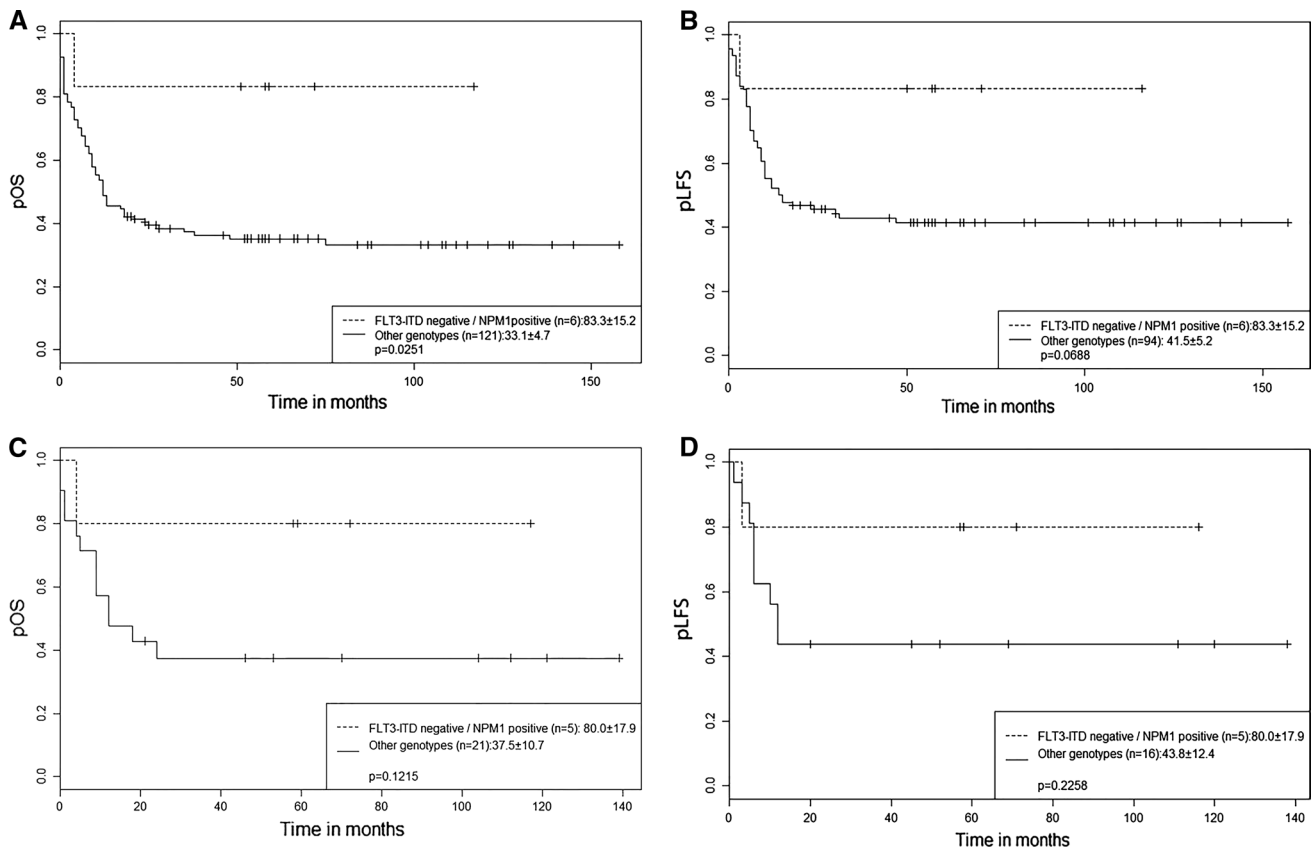 A
1.0
0.8
0.6
0.4
0.2
0.0
pOS
FLT3-ITD negative / NPM1positive (n=6):83.3±15.2
Other genotypes (n=121):33.1±4.7
p=0.0251
0 50 100 150
Time in months
B
1.0
0.8
0.6
0.4
0.2
0.0
pLFS
FLT3-ITD negative / NPM1 positive (n=6):83.3±15.2
Other genotypes (n=94): 41.5±5.2
p=0.0688
0 50 100 150
Time in months
C
1.0
0.8
0.6
0.4
0.2
0.0
pOS
FLT3-ITD negative / NPM1 positive (n=5): 80.0±17.9
Other genotypes (n=21):37.5±10.7
p=0.1215
0 20 40 60 80 100 120 140
Time in months
D
1.0
0.8
0.6
0.4
0.2
0.0
pLFS
FLT3-ITD negative / NPM1 positive (n=5):80.0±17.9
Other genotypes (n=16):43.8±12.4
p=0.2258
0 20 40 60 80 100 120 140
Time in months